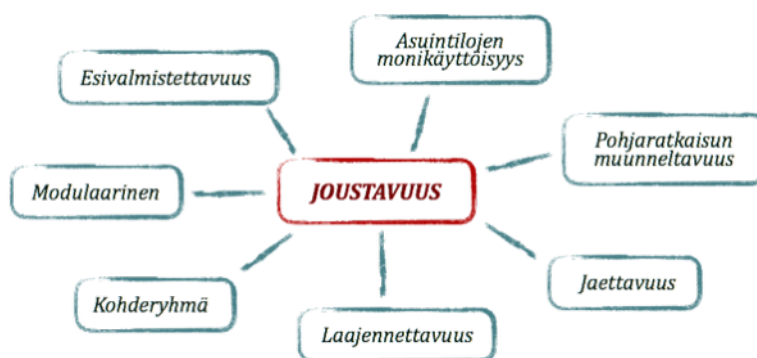 Asuintilojen
monikäyttöisyys
Esivalmistettavuus
Pohjaratkaisun
muunneltavuus
Modulaarinen
JOUSTAVUUS
Jaettavuus
Kohderyhmä
Laajennettavuus